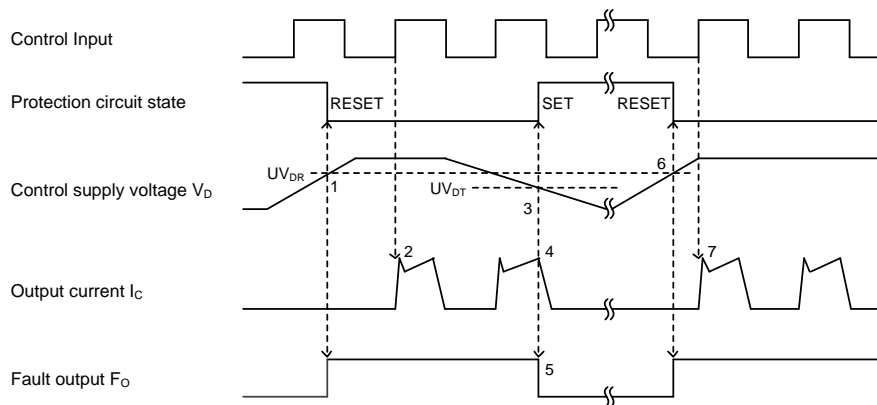 Control Input
Protection circuit state
RESET
SET
RESET
UVDR
1
6
Control supply voltage VD
UVDT
3
2
4
7
Output current IC
5
Fault output FO